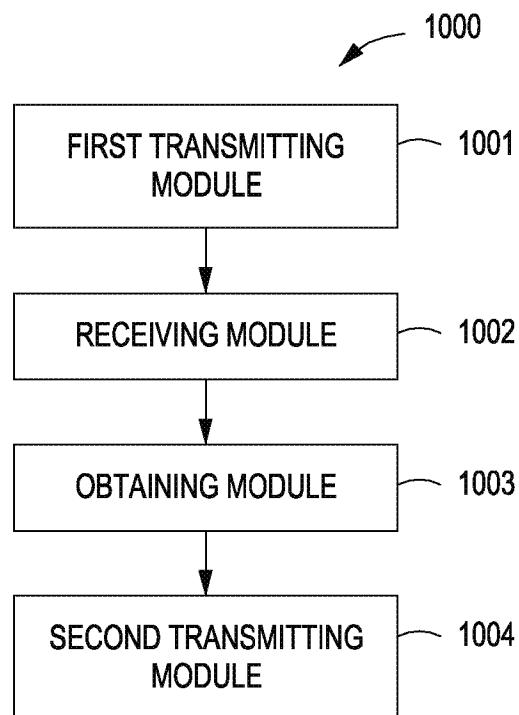 1000
FIRST TRANSMITTING
MODULE
1001
RECEIVING MODULE
1002
OBTAINING MODULE
1003
SECOND TRANSMITTING
MODULE
1004